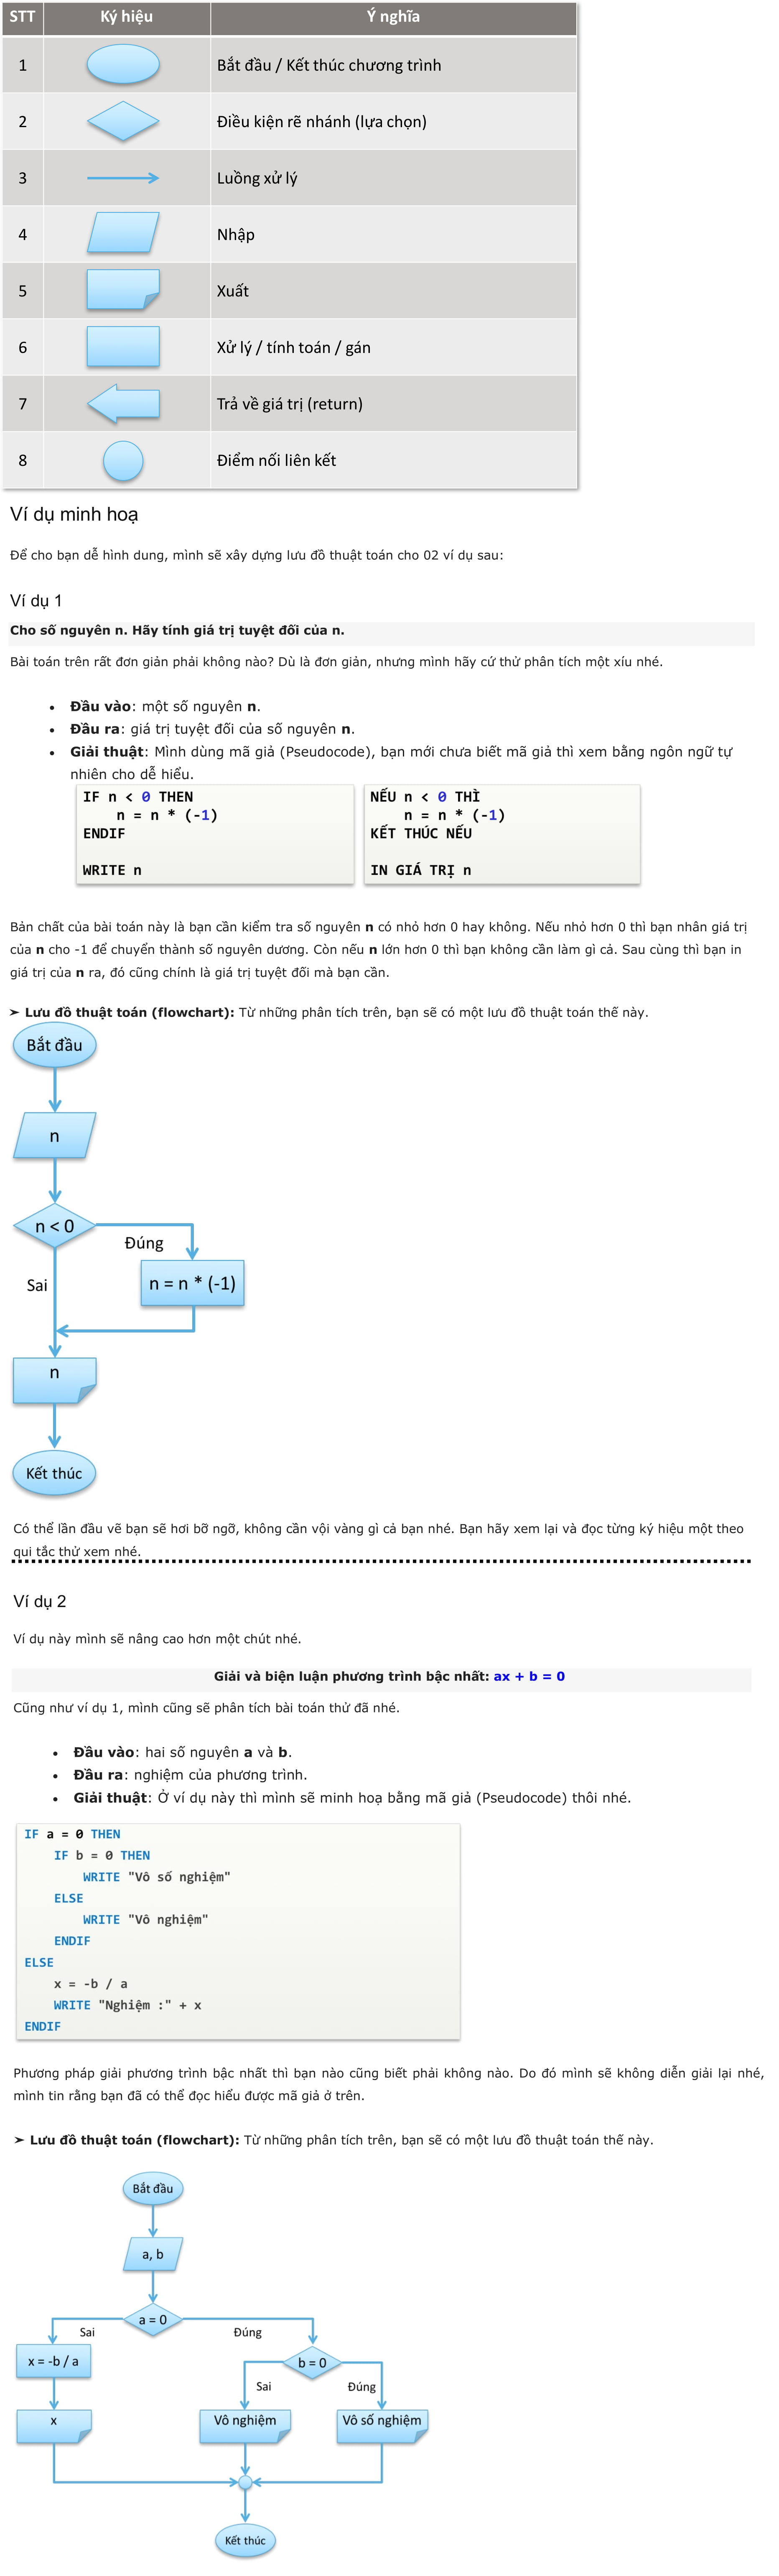 STT Ký hiệu Ý nghĩa
1 Bắt đầu / Kết thúc chương trình
2 Điều kiện rẽ nhánh (lựa chọn)
3 Luồng xử lý
4 Nhập
5 Xuất
6 Xử lý / tính toán / gán
7 Trả về giá trị (return)
8 Điểm nối liên kết
Ví dụ minh hoạ
Để cho bạn dễ hình dung, mình sẽ xây dựng lưu đồ thuật toán cho 02 ví dụ sau:
Ví dụ 1
Cho số nguyên n. Hãy tính giá trị tuyệt đối của n.
Bài toán trên rất đơn giản phải không nào? Dù là đơn giản, nhưng mình hãy cứ thử phân tích một xíu nhé.
• Đầu vào: một số nguyên n.
• Đầu ra: giá trị tuyệt đối của số nguyên n.
• Giải thuật: Mình dùng mã giả (Pseudocode), bạn mới chưa biết mã giả thì xem bằng ngôn ngữ tự
nhiên cho dễ hiểu.
IF n < 0 THEN
n = n * (-1)
ENDIF
WRITE n
NẾU n < 0 THÌ
n = n * (-1)
KẾT THÚC NẾU
IN GIÁ TRỊ n
Bản chất của bài toán này là bạn cần kiểm tra số nguyên n có nhỏ hơn 0 hay không. Nếu nhỏ hơn 0 thì bạn nhân giá trị
của n cho -1 để chuyển thành số nguyên dương. Còn nếu n lớn hơn 0 thì bạn không cần làm gì cả. Sau cùng thì bạn in
giá trị của n ra, đó cũng chính là giá trị tuyệt đối mà bạn cần.
➤ Lưu đồ thuật toán (flowchart): Từ những phân tích trên, bạn sẽ có một lưu đồ thuật toán thế này.
Bắt đầu
n
n < 0
Đúng
Sai
n = n * (-1)
n
Kết thúc
Có thể lần đầu vẽ bạn sẽ hơi bỡ ngỡ, không cần vội vàng gì cả bạn nhé. Bạn hãy xem lại và đọc từng ký hiệu một theo
qui tắc thử xem nhé.
Ví dụ 2
Ví dụ này mình sẽ nâng cao hơn một chút nhé.
Giải và biện luận phương trình bậc nhất: ax + b = 0
Cũng như ví dụ 1, mình cũng sẽ phân tích bài toán thử đã nhé.
• Đầu vào: hai số nguyên a và b.
• Đầu ra: nghiệm của phương trình.
• Giải thuật: Ở ví dụ này thì mình sẽ minh hoạ bằng mã giả (Pseudocode) thôi nhé.
IF a = 0 THEN
IF b = 0 THEN
WRITE "Vô số nghiệm"
ELSE
WRITE "Vô nghiệm"
ENDIF
ELSE
x = -b / a
WRITE "Nghiệm :" + x
ENDIF
Phương pháp giải phương trình bậc nhất thì bạn nào cũng biết phải không nào. Do đó mình sẽ không diễn giải lại nhé,
mình tin rằng bạn đã có thể đọc hiểu được mã giả ở trên.
➤ Lưu đồ thuật toán (flowchart): Từ những phân tích trên, bạn sẽ có một lưu đồ thuật toán thế này.
Bắt đầu
a, b
a = 0
Sai Đúng
x = -b / a b = 0
Sai Đúng
x Vô nghiệm Vô số nghiệm
Kết thúc